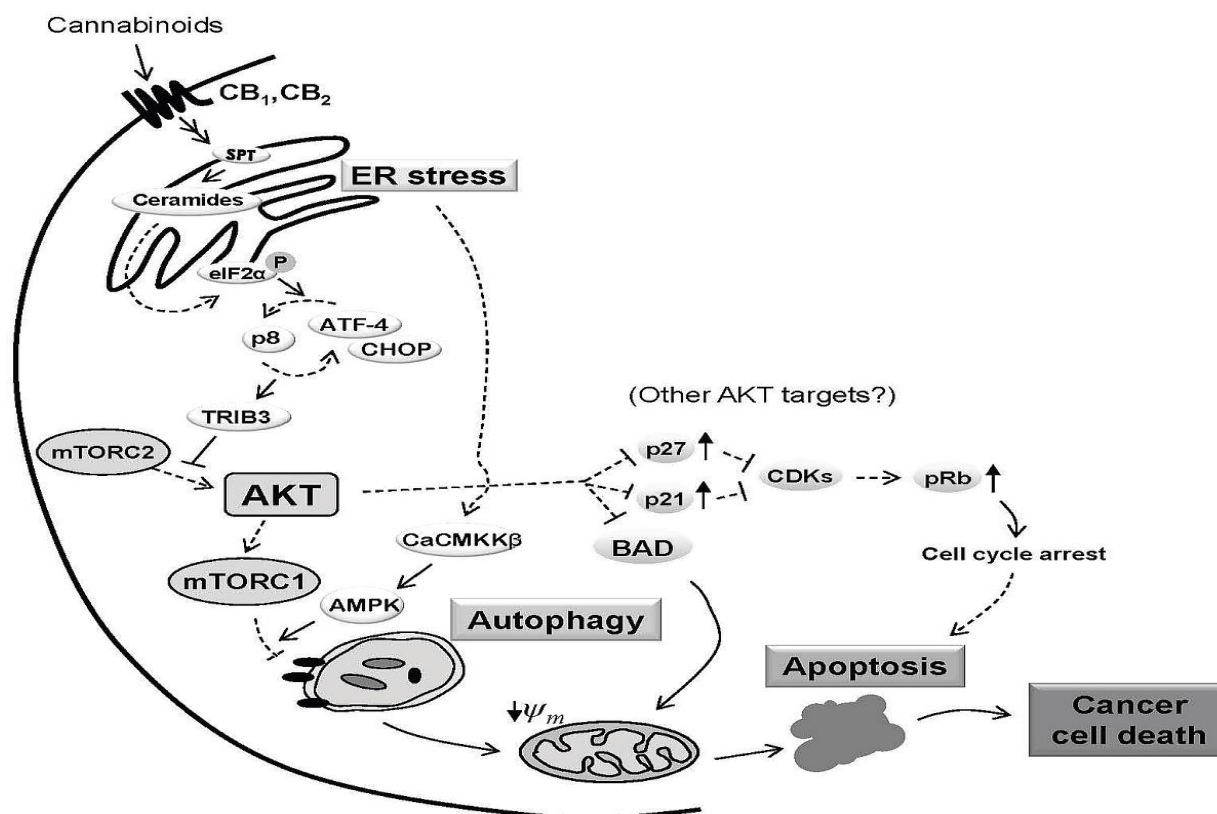 Cannabinoids
CB₁,CB₂
SPT
ER stress
Ceramides
eIF2α
P
ATF-4
p8
CHOP
TRIB3
(Other AKT targets?)
mTORC2
p27
CDKs
pRb
AKT
p21
CaCMKKβ
BAD
Cell cycle arrest
mTORC1
AMPK
Autophagy
Apoptosis
ψm
Cancer
cell death